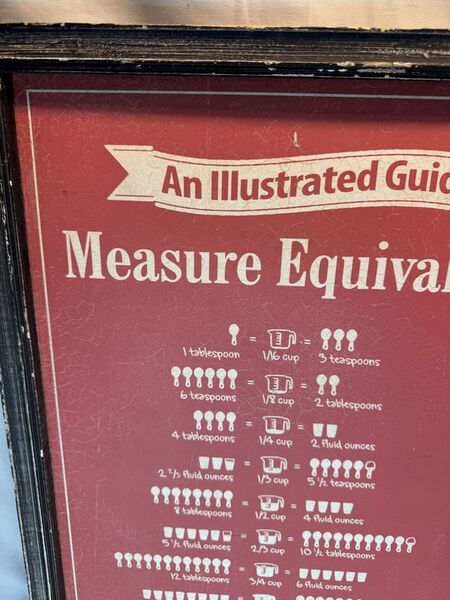 An Illustrated Guid
Measure Equival
= =
1 tablespoon 1/16 cup 3 teaspoons
= =
6 teaspoons 1/8 cup 2 tablespoons
= =
4 tablespoons 1/4 cup 2 fluid ounces
= =
2 2/3 fluid ounces 1/3 cup 5 1/2 teaspoons
= =
8 tablespoons 1/2 cup 4 fluid ounces
= =
5 1/2 fluid ounces 2/3 cup 10 1/2 tablespoons
= =
12 tablespoons 3/4 cup 6 fluid ounces
= =